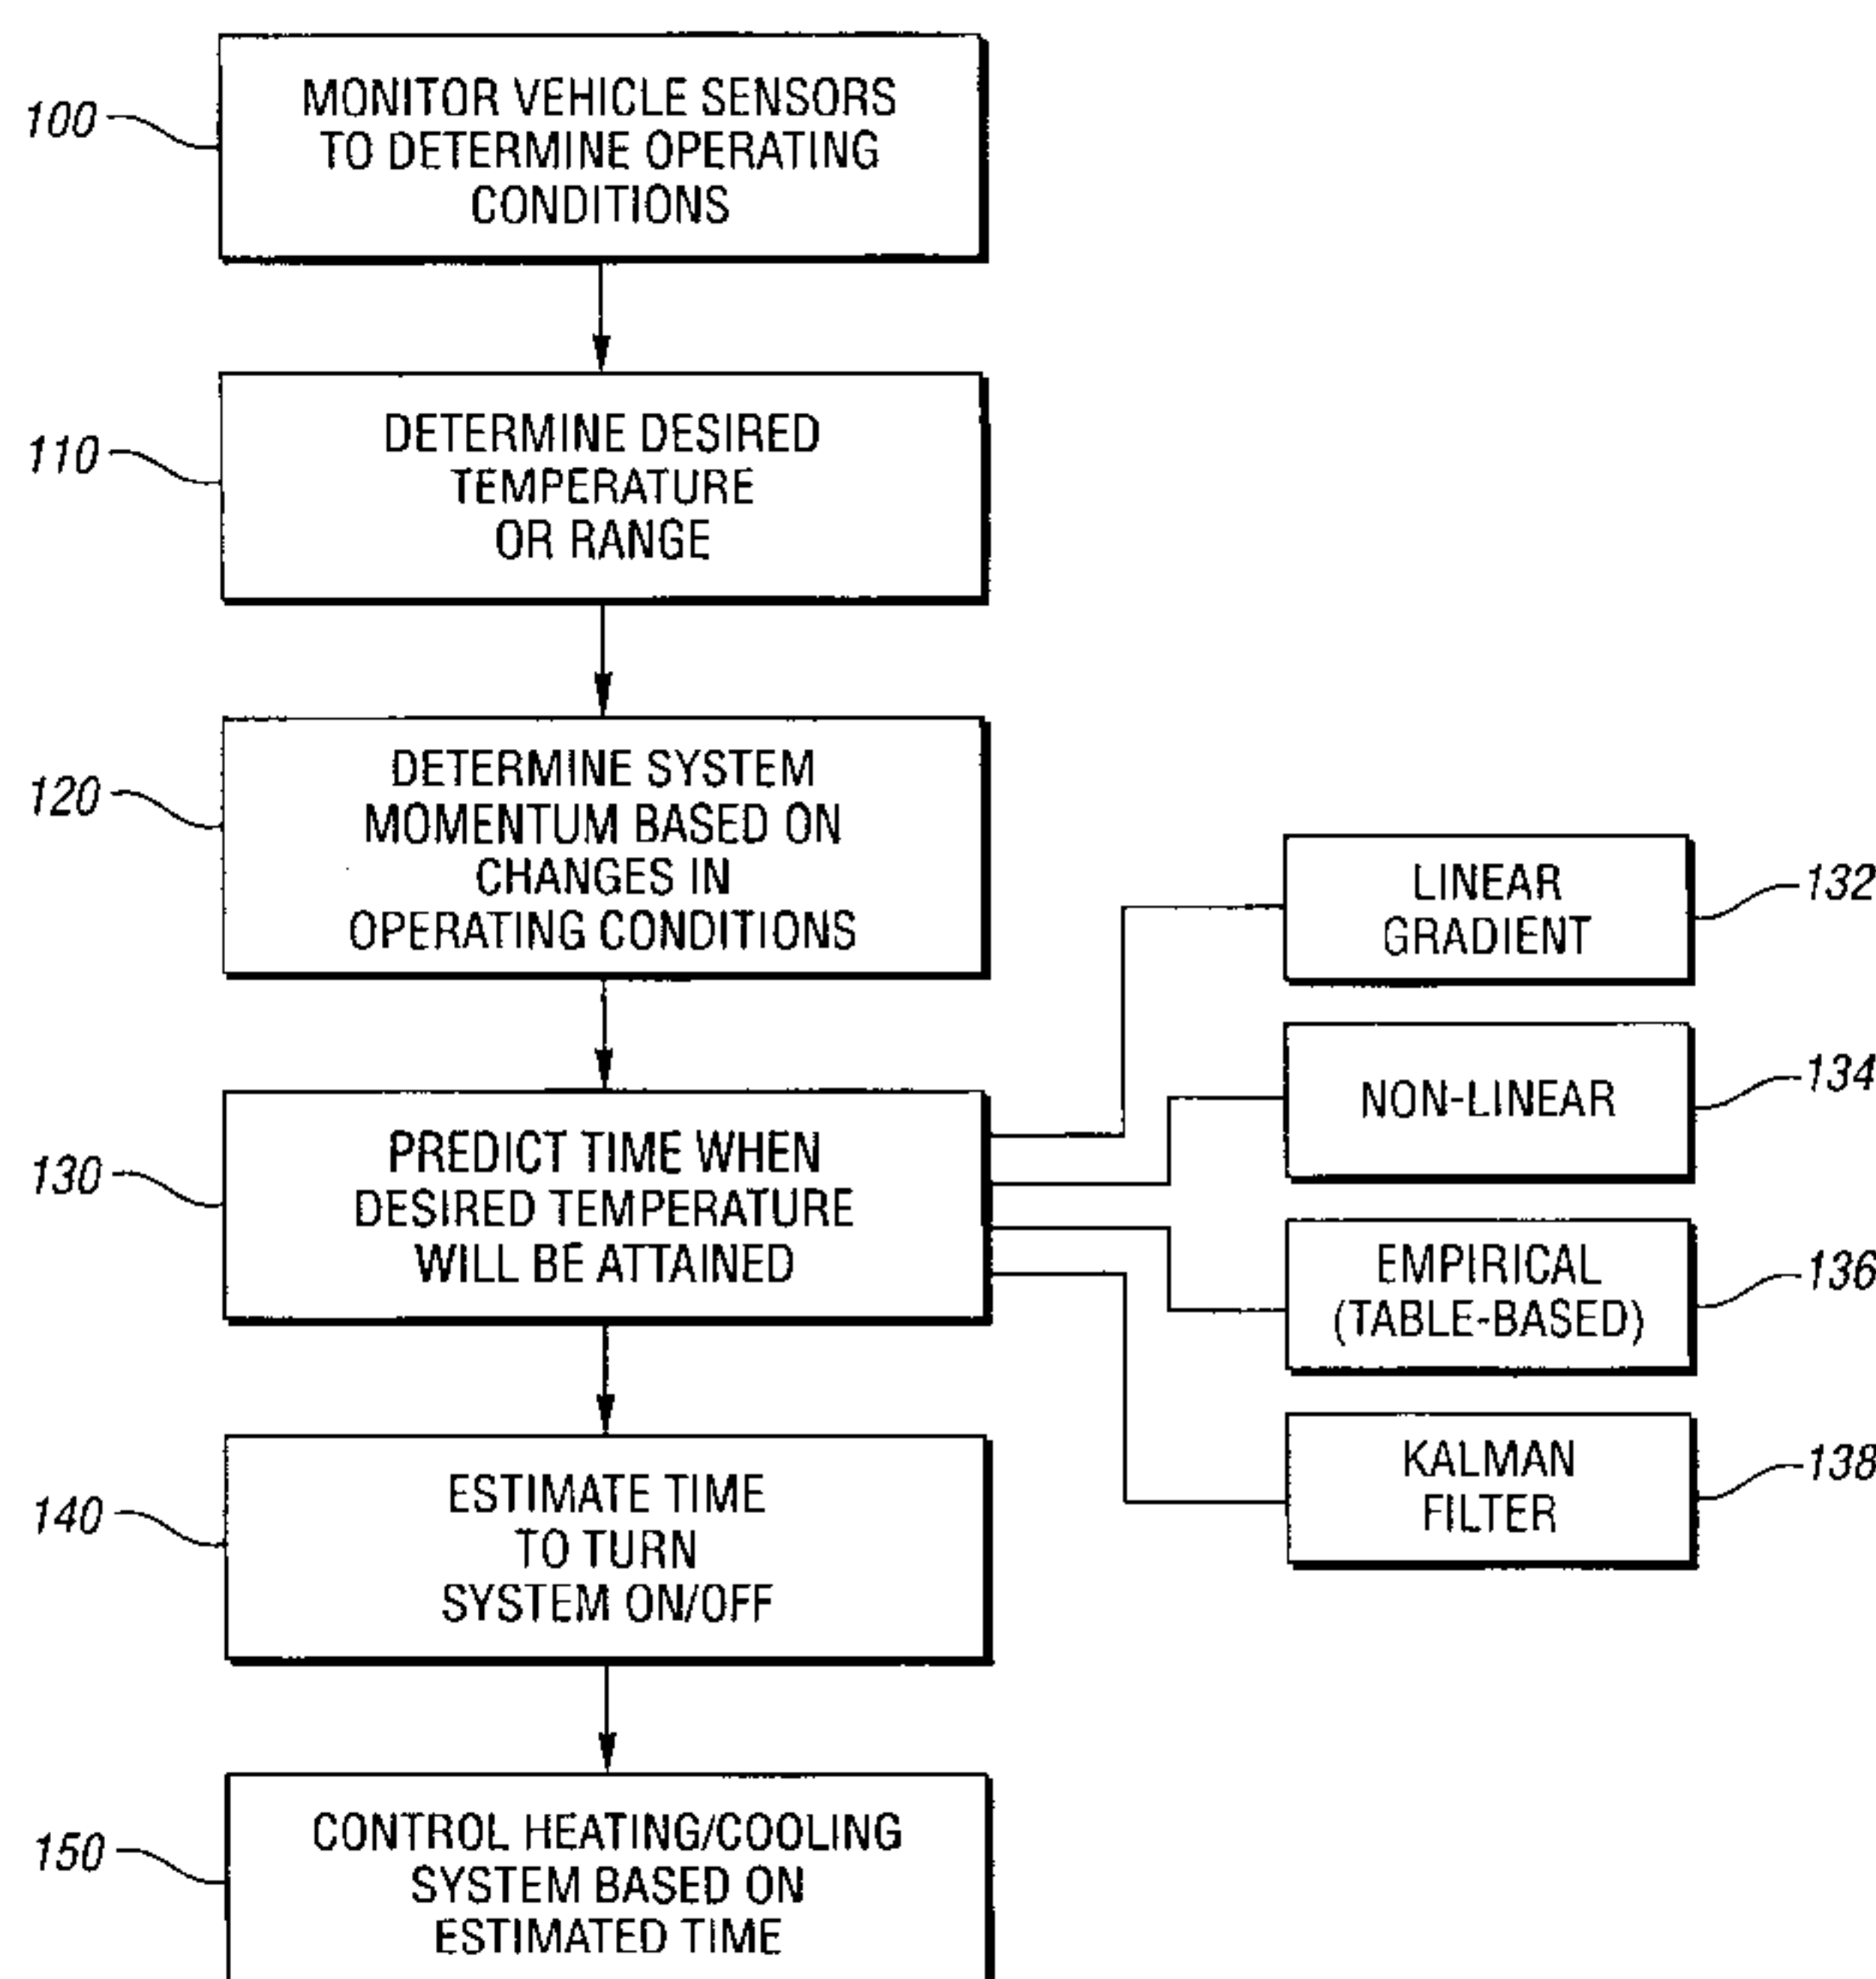 100
MONITOR VEHICLE SENSORS
TO DETERMINE OPERATING
CONDITIONS
110
DETERMINE DESIRED
TEMPERATURE
OR RANGE
120
DETERMINE SYSTEM
MOMENTUM BASED ON
CHANGES IN
OPERATING CONDITIONS
130
PREDICT TIME WHEN
DESIRED TEMPERATURE
WILL BE ATTAINED
LINEAR
GRADIENT
132
NON-LINEAR
134
EMPIRICAL
(TABLE-BASED)
136
KALMAN
FILTER
138
140
ESTIMATE TIME
TO TURN
SYSTEM ON/OFF
150
CONTROL HEATING/COOLING
SYSTEM BASED ON
ESTIMATED TIME